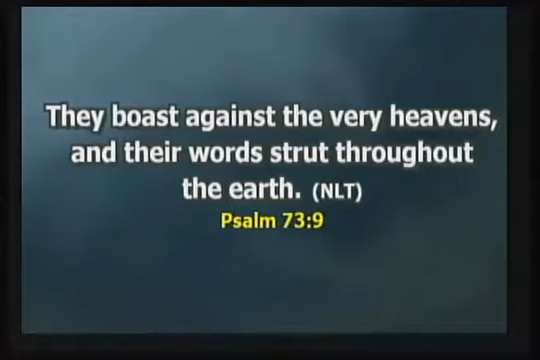 They boast against the very heavens,
and their words strut throughout
the earth. (NLT)
Psalm 73:9